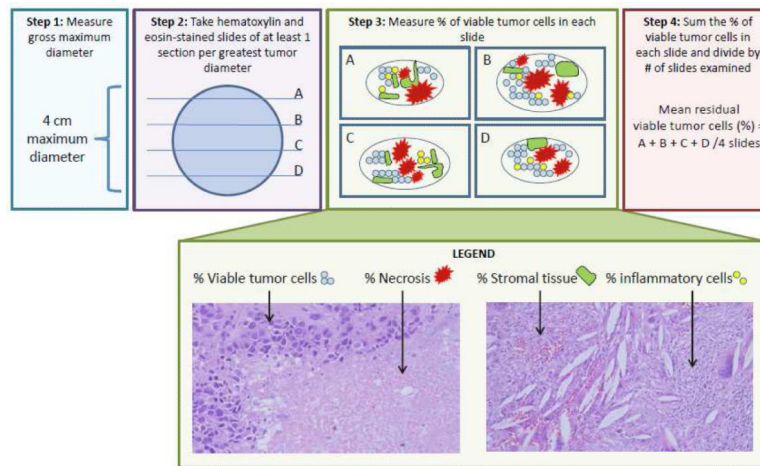 Step 1: Measure
gross maximum
diameter
4 cm
maximum
diameter
Step 2: Take hematoxylin and
eosin-stained slides of at least 1
section per greatest tumor
diameter
A
B
C
D
Step 3: Measure % of viable tumor cells in each
slide
A
B
C
D
Step 4: Sum the % of
viable tumor cells in
each slide and divide by
# of slides examined
Mean residual
viable tumor cells (%) =
A + B + C + D /4 slides
LEGEND
% Viable tumor cells
% Necrosis
% Stromal tissue
% inflammatory cells